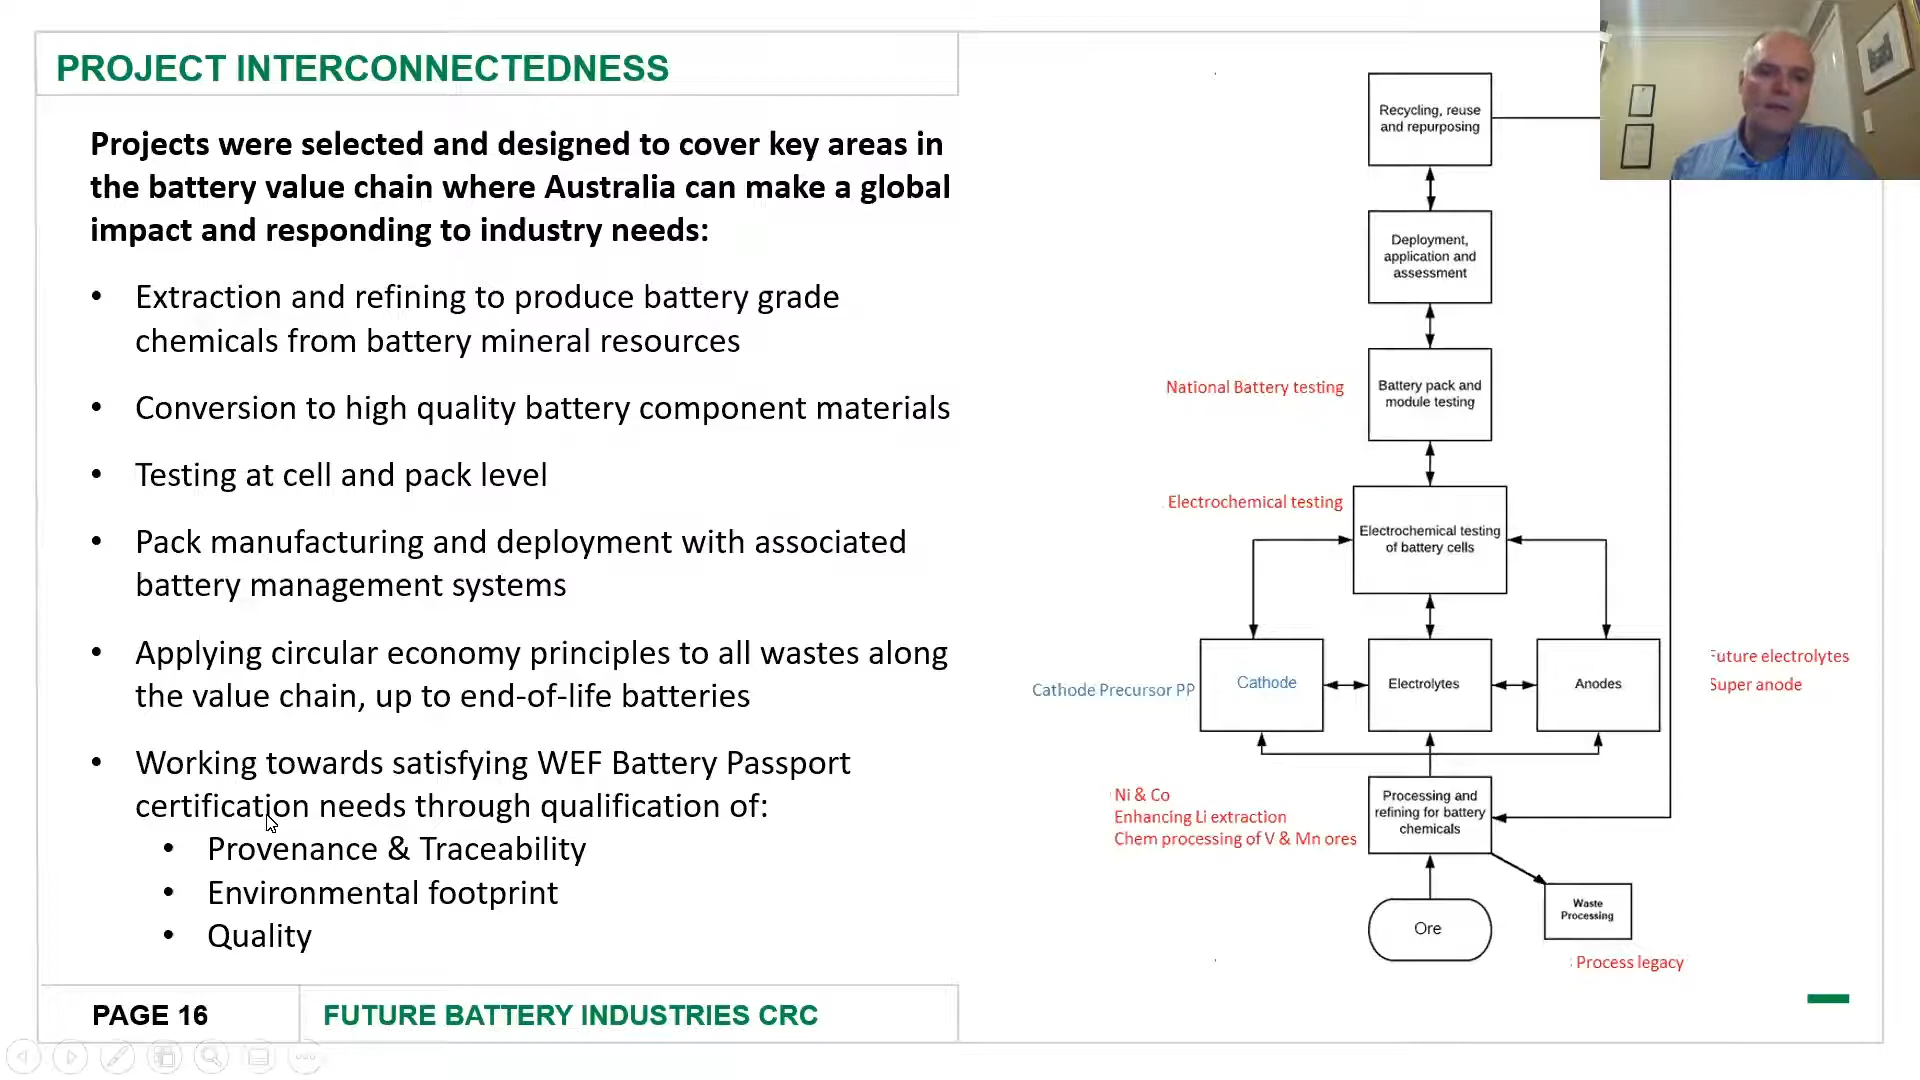 PROJECT INTERCONNECTEDNESS
Projects were selected and designed to cover key areas in
the battery value chain where Australia can make a global
impact and responding to industry needs:
• Extraction and refining to produce battery grade
chemicals from battery mineral resources
• Conversion to high quality battery component materials
• Testing at cell and pack level
• Pack manufacturing and deployment with associated
battery management systems
• Applying circular economy principles to all wastes along
the value chain, up to end-of-life batteries
• Working towards satisfying WEF Battery Passport
certification needs through qualification of:
• Provenance & Traceability
• Environmental footprint
• Quality
PAGE 16
FUTURE BATTERY INDUSTRIES CRC
Recycling, reuse
and repurposing
Deployment,
application and
assessment
National Battery testing
Battery pack and
module testing
Electrochemical testing
Electrochemical testing
of battery cells
Cathode Precursor PP
Cathode
Electrolytes
Anodes
Future electrolytes
Super anode
Ni & Co
Enhancing Li extraction
Chem processing of V & Mn ores
Processing and
refining for battery
chemicals
Waste
Processing
Ore
Process legacy